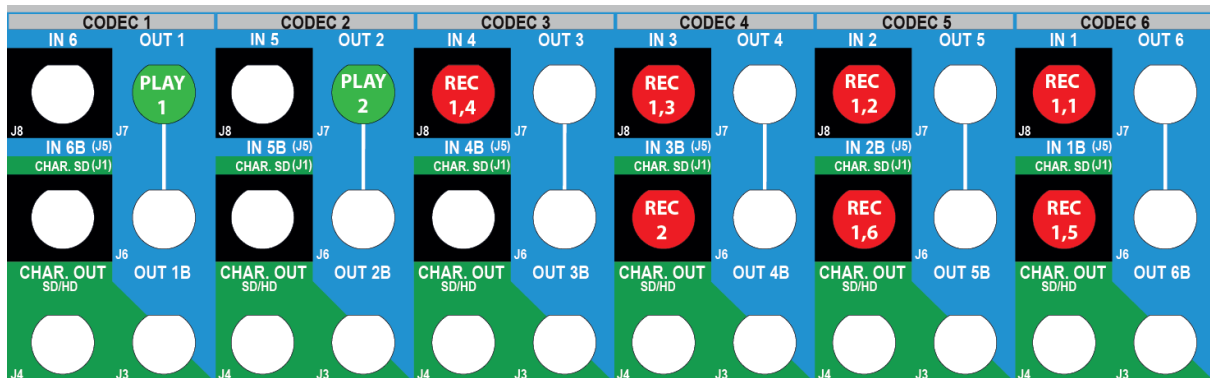 CODEC 1 CODEC 2 CODEC 3 CODEC 4 CODEC 5 CODEC 6
IN 6 OUT 1 IN 5 OUT 2 IN 4 OUT 3 IN 3 OUT 4 IN 2 OUT 5 IN 1 OUT 6
PLAY PLAY REC REC REC REC
1 2 1,4 1,3 1,2 1,1
J8 J7 J8 J7 J8 J7 J8 J7 J8 J7 J8 J7
IN 6B (J5) IN 5B (J5) IN 4B (J5) IN 3B (J5) IN 2B (J5) IN 1B (J5)
CHAR. SD (J1) CHAR. SD (J1) CHAR. SD (J1) CHAR. SD (J1) CHAR. SD (J1) CHAR. SD (J1)
REC REC REC
2 1,6 1,5
J6 J6 J6 J6 J6 J6
CHAR. OUT OUT 1B CHAR. OUT OUT 2B CHAR. OUT OUT 3B CHAR. OUT OUT 4B CHAR. OUT OUT 5B CHAR. OUT OUT 6B
SD/HD SD/HD SD/HD SD/HD SD/HD SD/HD
J4 J3 J4 J3 J4 J3 J4 J3 J4 J3 J4 J3